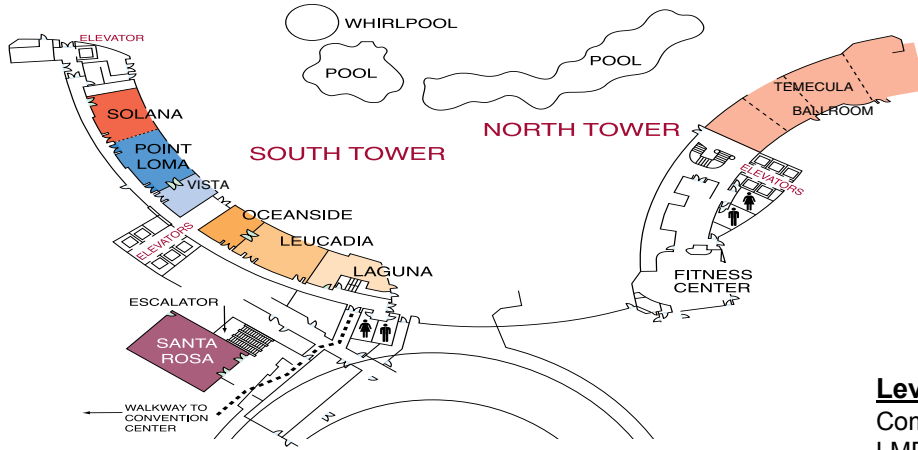 WHIRLPOOL
ELEVATOR
POOL
POOL
TEMECULA
BALLROOM
SOLANA
NORTH TOWER
POINT
LOMA
SOUTH TOWER
VISTA
ELEVATORS
OCEANSIDE
LEUCADIA
ELEVATORS
LAGUNA
FITNESS
CENTER
ESCALATOR
SANTA
ROSA
WALKWAY TO
CONVENTION
CENTER